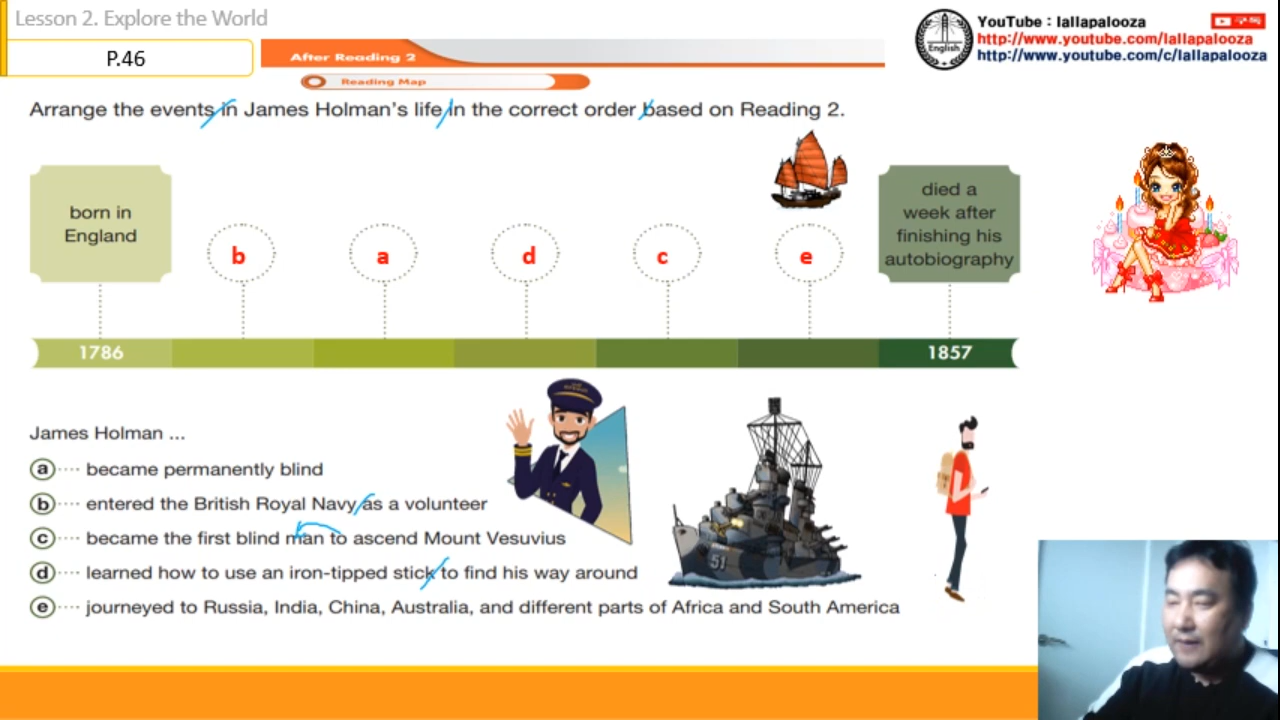 Lesson 2. Explore the World
P.46
After Reading 2
Reading Map
English
YouTube : lallapalooza
http://www.youtube.com/lallapalooza
http://www.youtube.com/c/lallapalooza
Arrange the events in James Holman's life in the correct order based on Reading 2.
born in
England
b
a
d
c
e
died a
week after
finishing his
autobiography
1786
1857
James Holman ...
a ···· became permanently blind
b ···· entered the British Royal Navy as a volunteer
c ···· became the first blind man to ascend Mount Vesuvius
d ···· learned how to use an iron-tipped stick to find his way around
e ···· journeyed to Russia, India, China, Australia, and different parts of Africa and South America
51